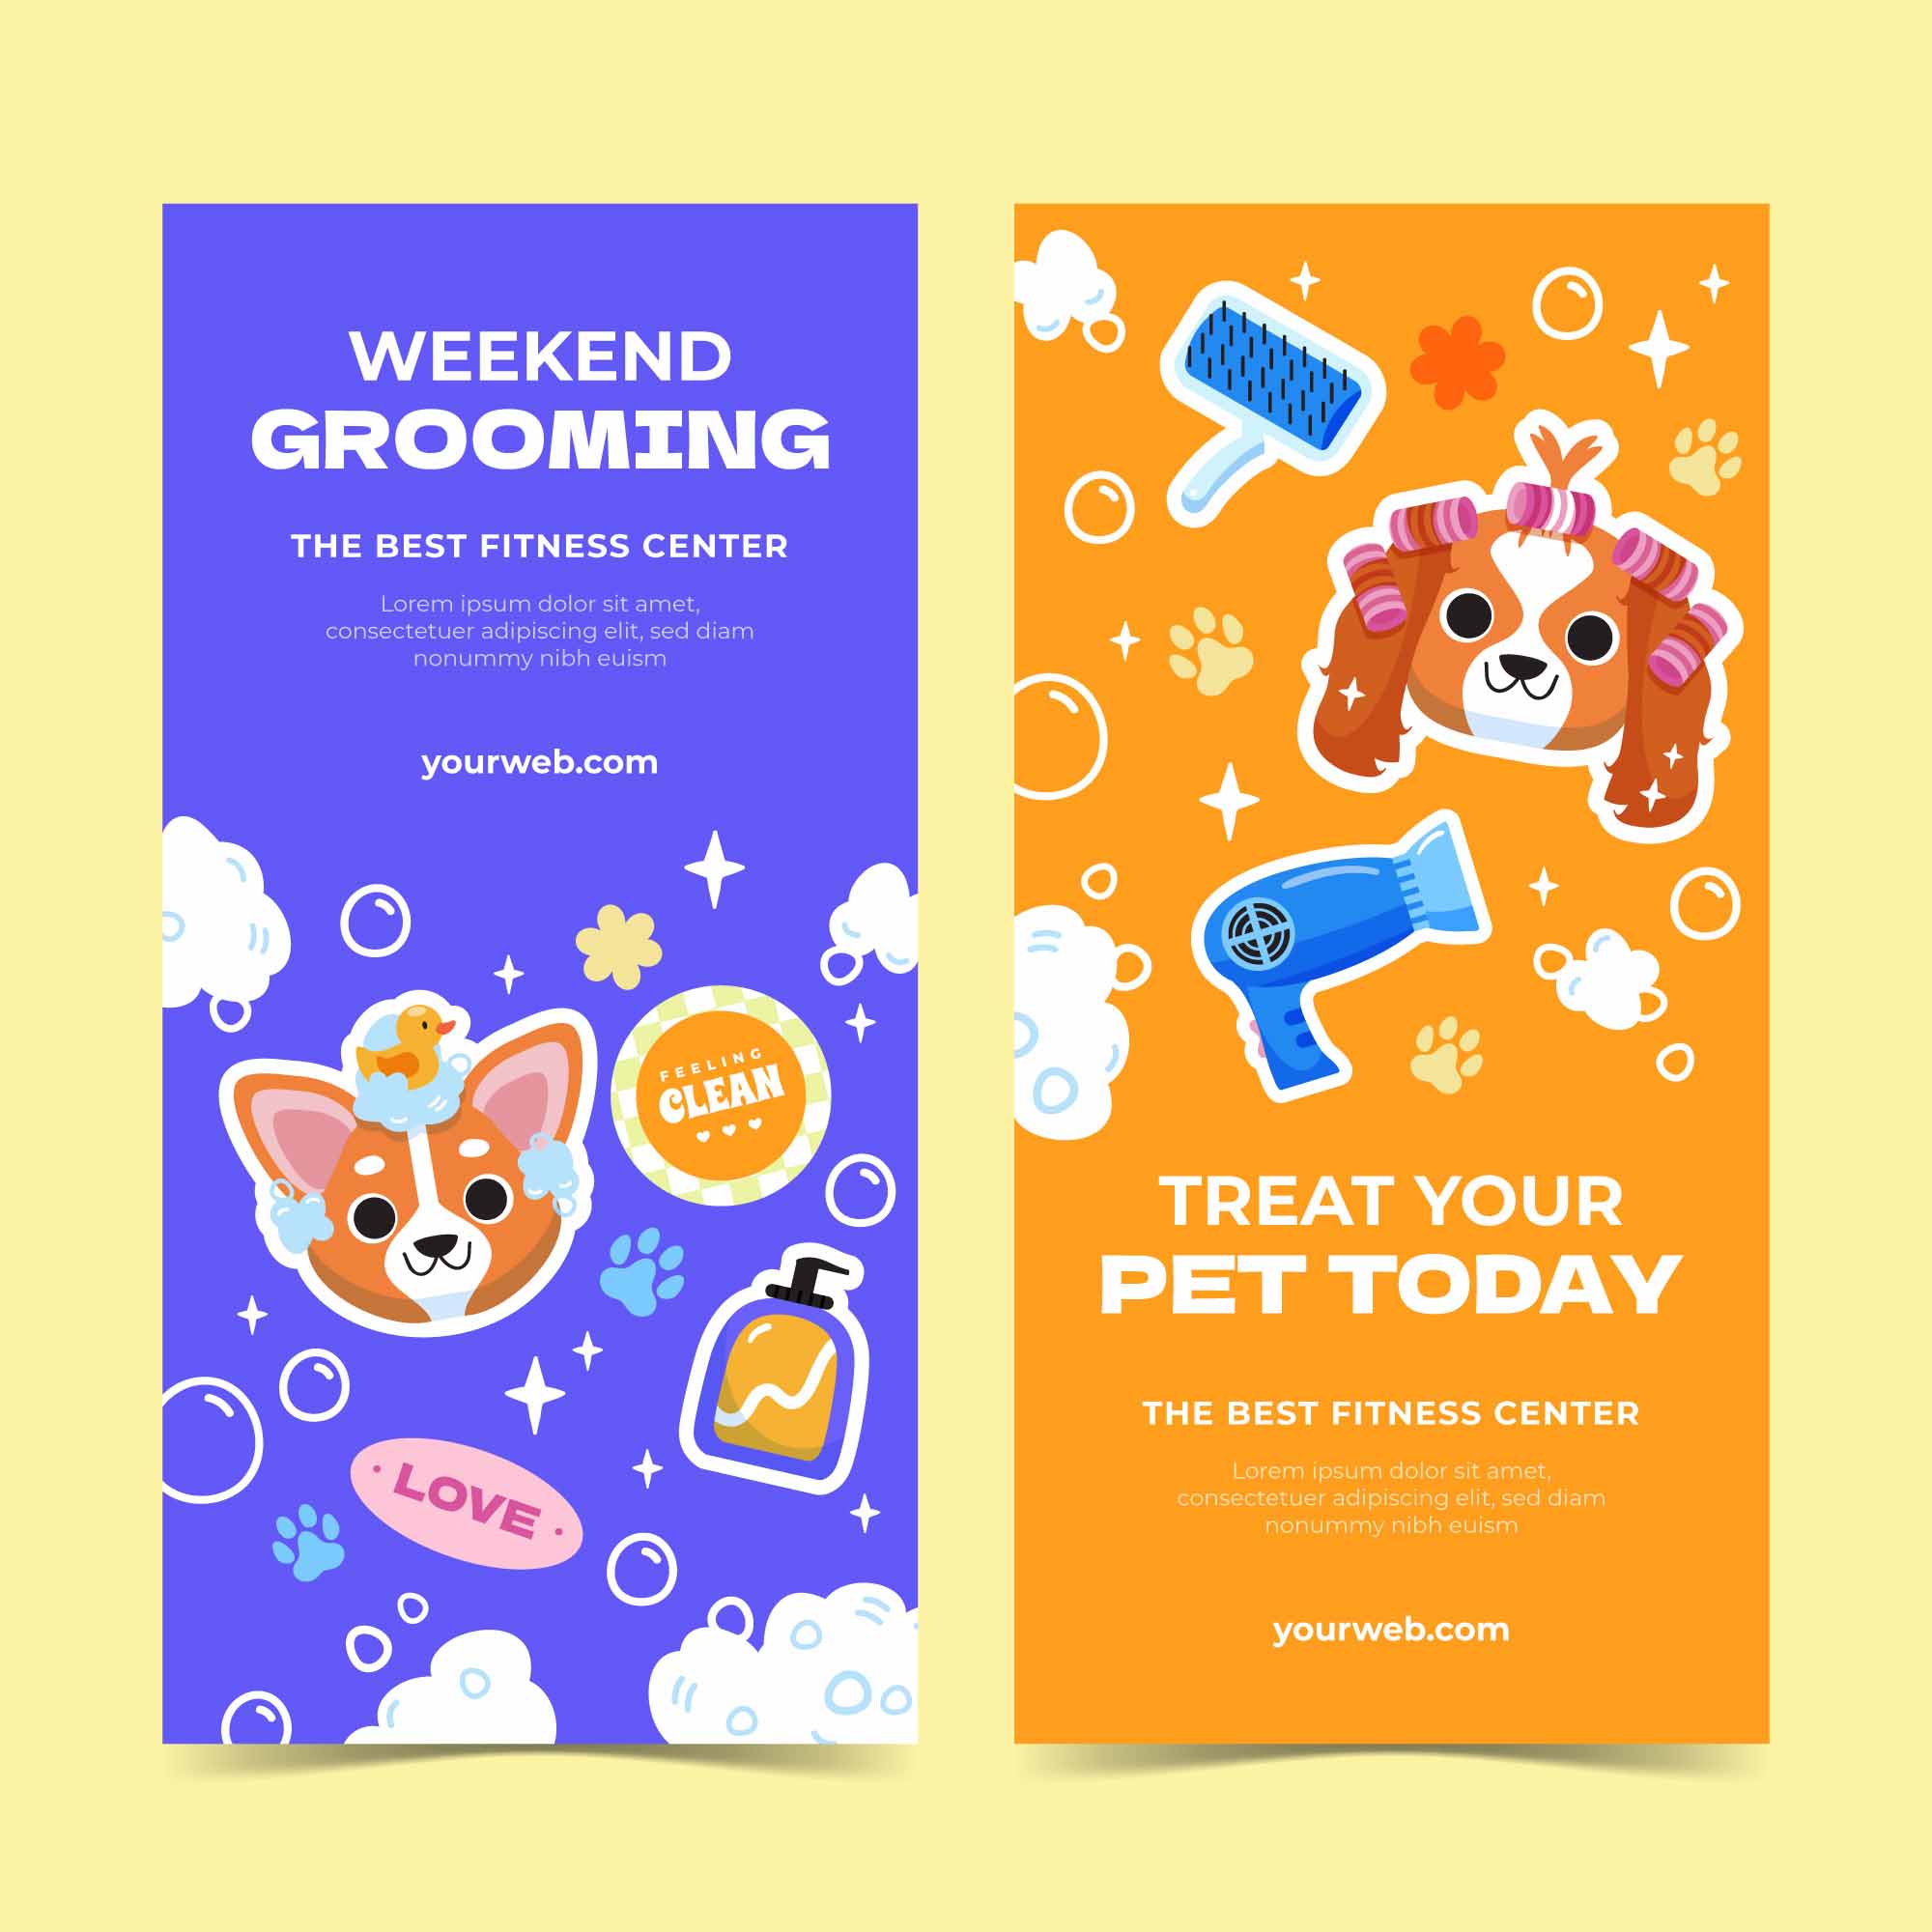 WEEKEND
GROOMING
THE BEST FITNESS CENTER
Lorem ipsum dolor sit amet,
consectetuer adipiscing elit, sed diam
nonummy nibh euism
yourweb.com
FEELING
CLEAN
LOVE
TREAT YOUR
PET TODAY
THE BEST FITNESS CENTER
Lorem ipsum dolor sit amet,
consectetuer adipiscing elit, sed diam
nonummy nibh euism
yourweb.com